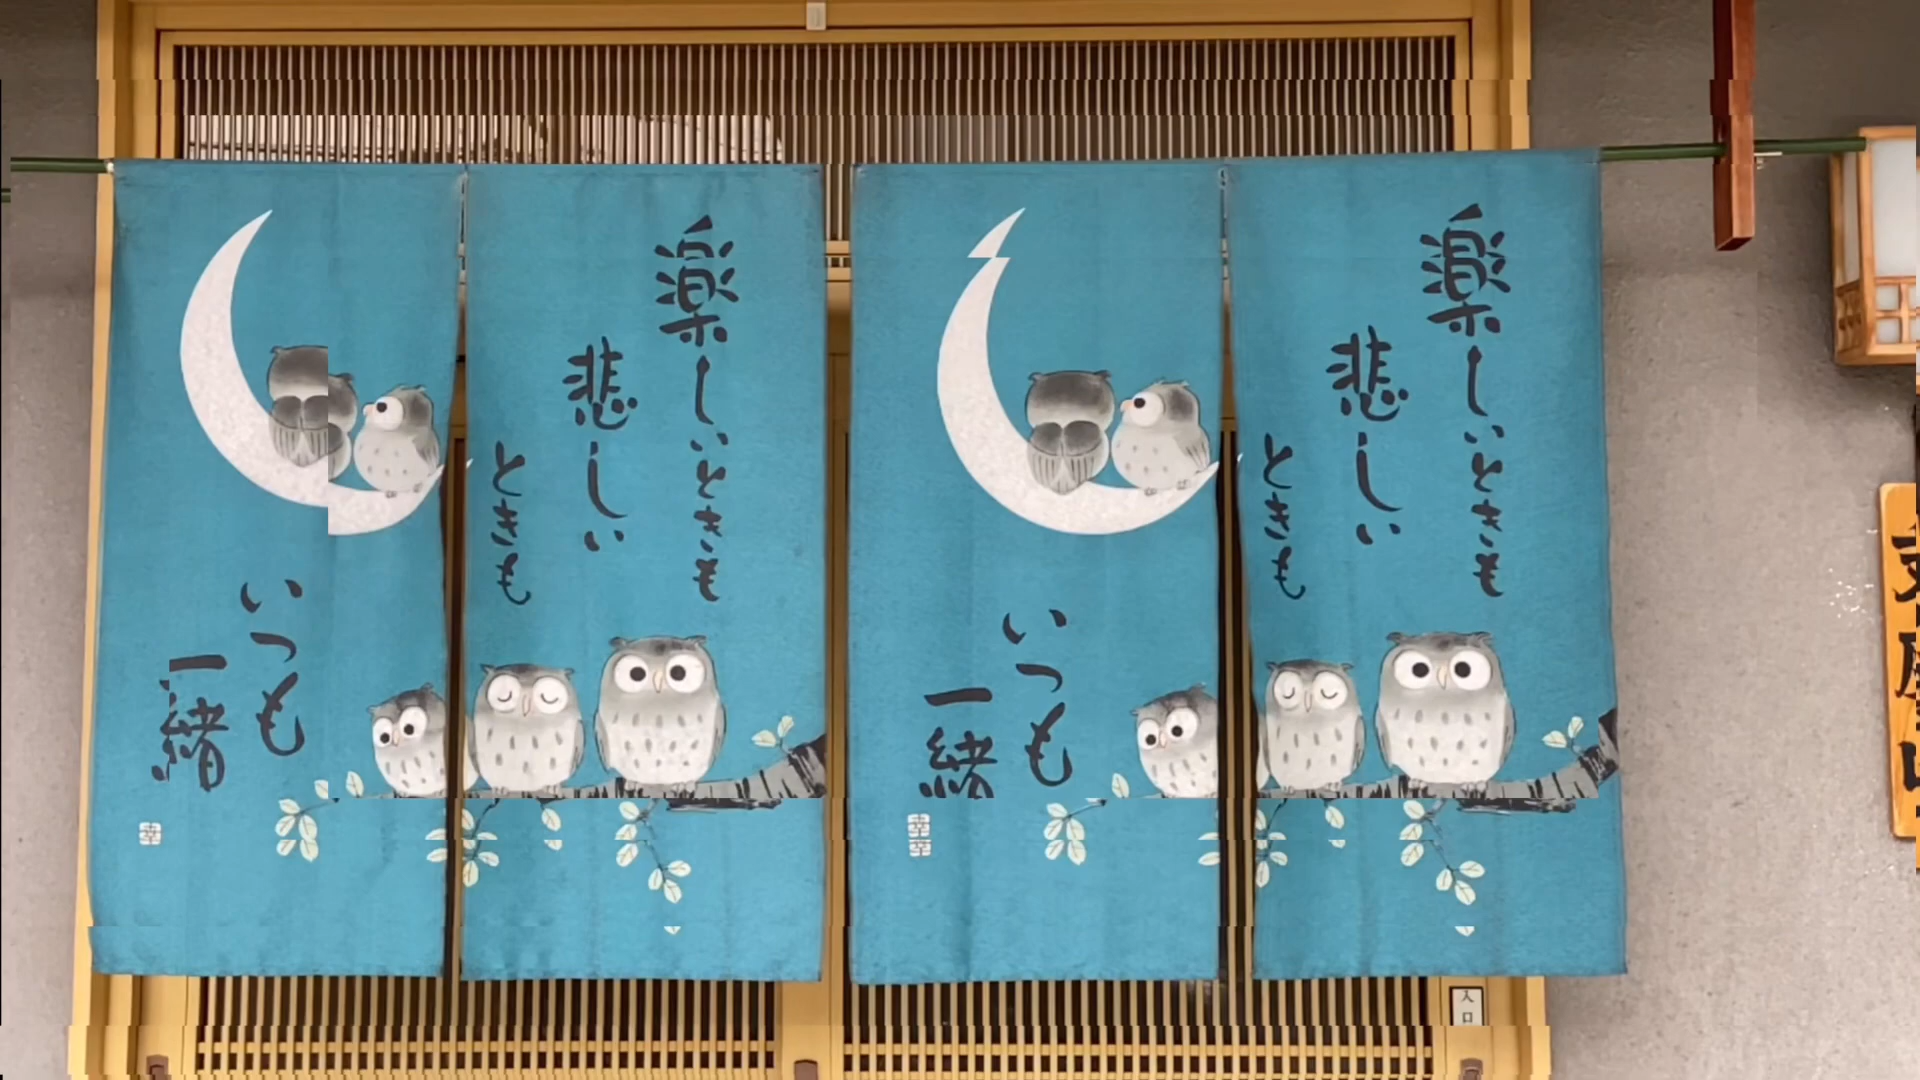 楽しいときも
悲しい
ときも
いつも
一緒
幸
楽しいときも
悲しい
ときも
いつも
一緒
入口